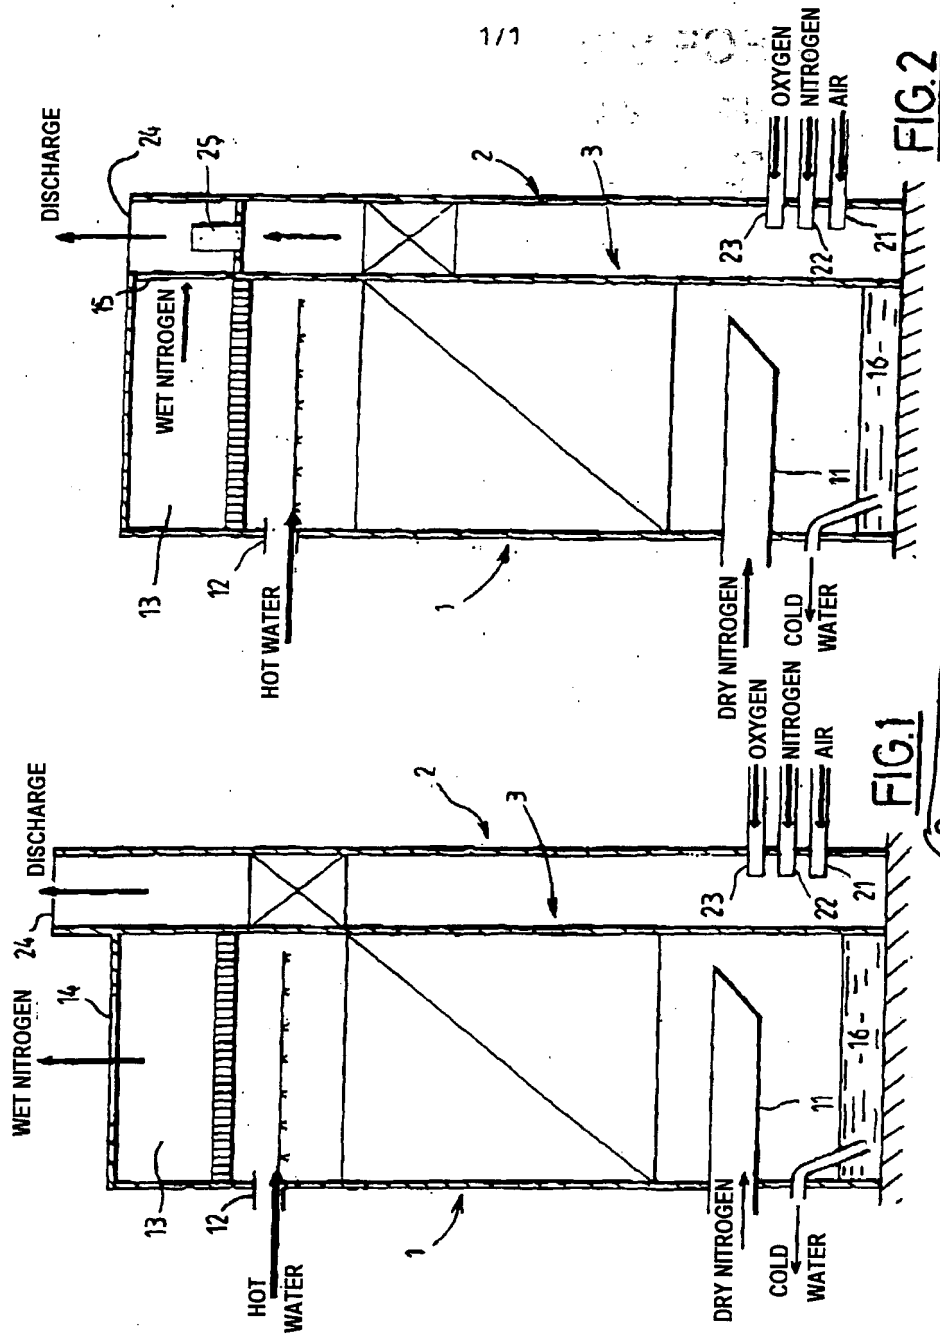 1/1
DISCHARGE
24
25
15
WET NITROGEN
13
12
HOT WATER
2
3
1
OXYGEN
NITROGEN
AIR
23
22
21
11
-16-
DRY NITROGEN
COLD
WATER
FIG.2
WET NITROGEN
DISCHARGE
24
14
13
12
HOT
WATER
2
3
1
OXYGEN
NITROGEN
AIR
23
22
21
11
-16-
DRY NITROGEN
COLD
WATER
FIG.1